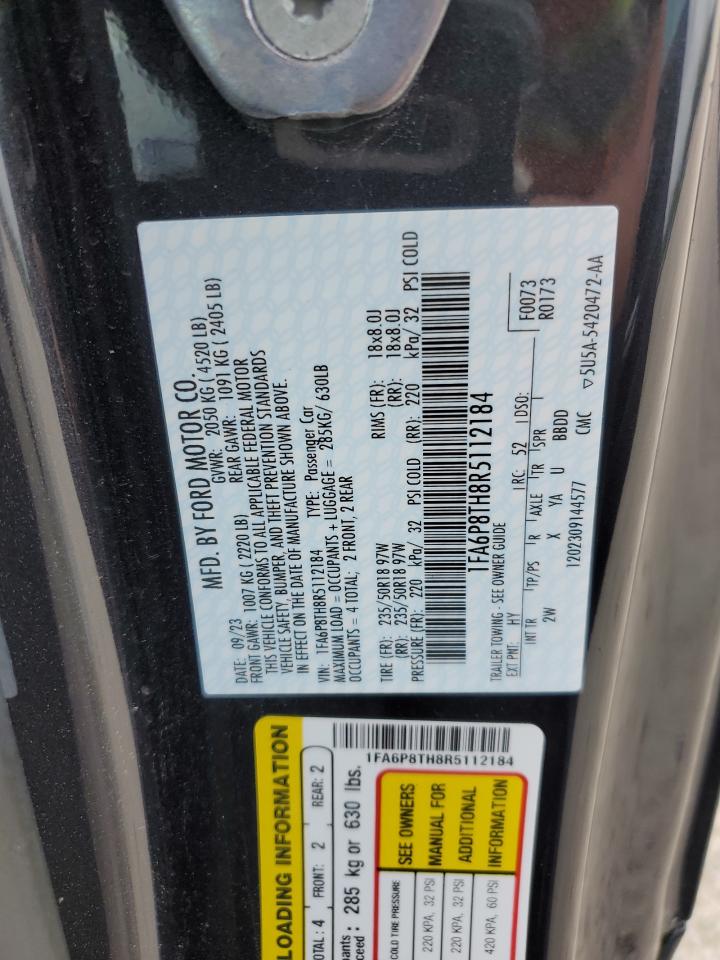 MFD. BY FORD MOTOR CO.
DATE: 09/23 GVWR: 2050 KG ( 4520 LB)
FRONT GAWR: 1007 KG ( 2220 LB) REAR GAWR: 1091 KG ( 2405 LB)
THIS VEHICLE CONFORMS TO ALL APPLICABLE FEDERAL MOTOR
VEHICLE SAFETY, BUMPER, AND THEFT PREVENTION STANDARDS
IN EFFECT ON THE DATE OF MANUFACTURE SHOWN ABOVE.
VIN: 1FA6P8TH8R5112184 TYPE: Passenger Car
MAXIMUM LOAD = OCCUPANTS + LUGGAGE = 285KG/ 630LB
OCCUPANTS = 4 TOTAL: 2 FRONT, 2 REAR
TIRE (FR): 235/50R18 97W RIMS (FR): 18x8.0J
(RR): 235/50R18 97W (RR): 18x8.0J
PRESSURE (FR): 220 kPa/ 32 PSI COLD (RR): 220 kPa/ 32 PSI COLD
1FA6P8TH8R5112184
TRAILER TOWING - SEE OWNER GUIDE
EXT PNT: HY RC: 52 DSO: F0073
R0173
INT TR TP/PS R AXLE TR SPR
2W X YA U BBDD
1202309144577 CMC ▽5U5A-5420472-AA
LOADING INFORMATION
TOTAL: 4 FRONT: 2 REAR: 2
285 kg or 630 lbs.
1FA6P8TH8R5112184
COLD TIRE PRESSURE
220 KPA, 32 PSI
220 KPA, 32 PSI
420 KPA, 60 PSI
SEE OWNERS
MANUAL FOR
ADDITIONAL
INFORMATION